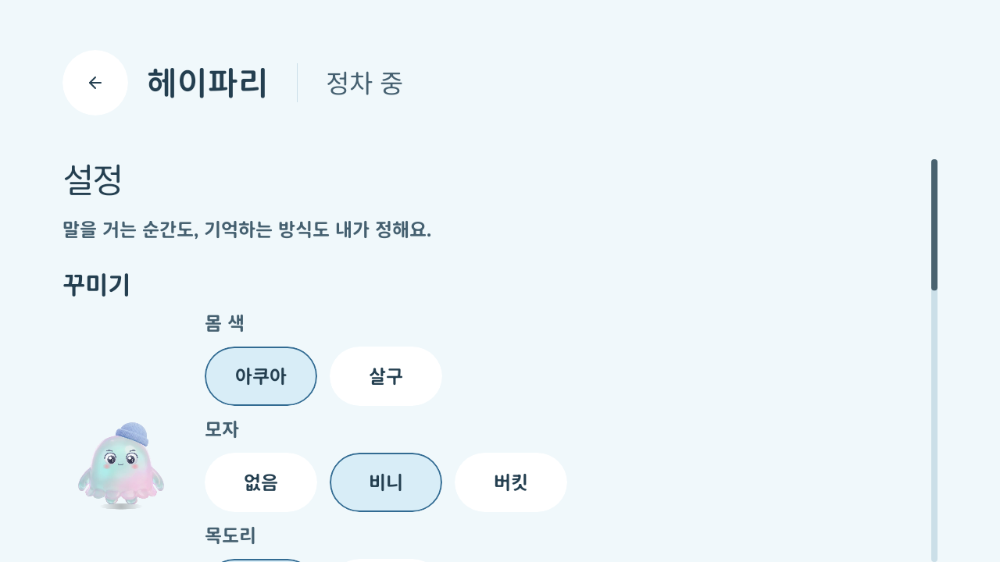 헤이파리
정차 중
설정
말을 거는 순간도, 기억하는 방식도 내가 정해요.
꾸미기
몸 색
아쿠아
살구
모자
없음
비니
버킷
목도리